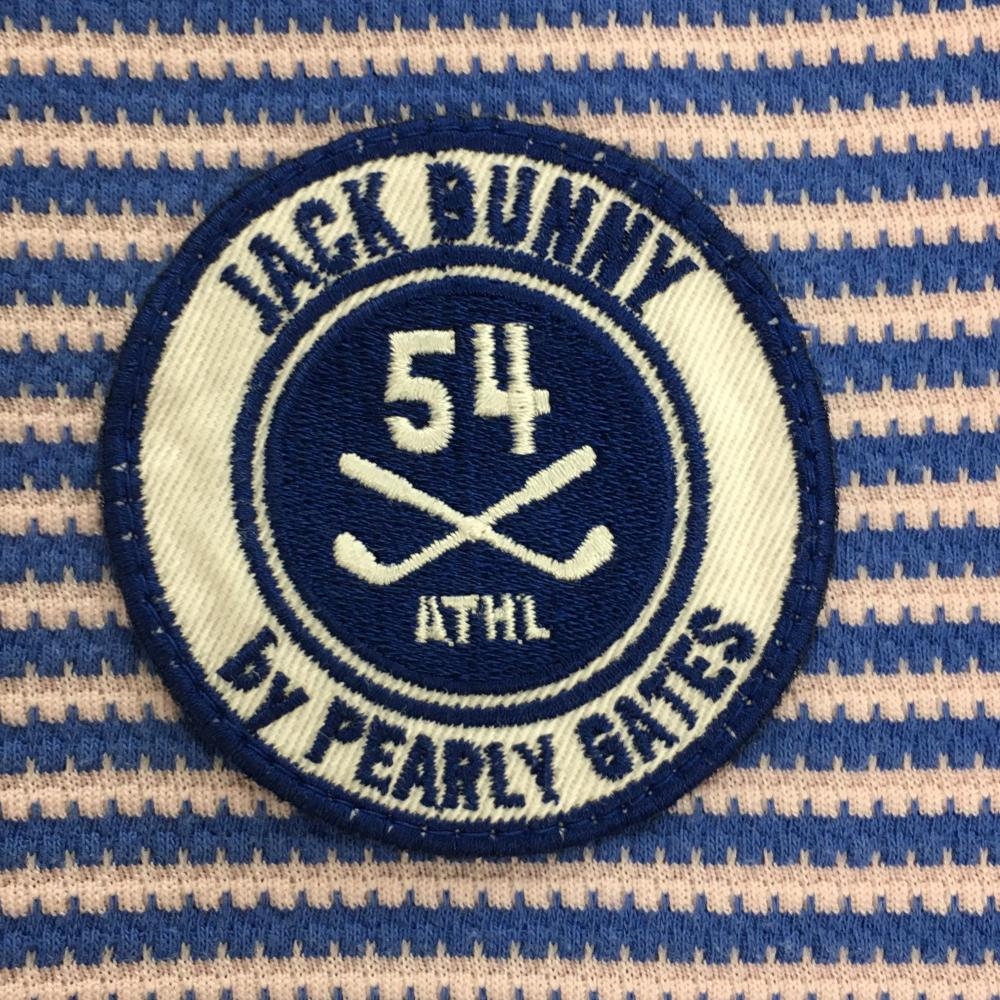 JACK BUNNY
54
ATHL
by PEARLY GATES